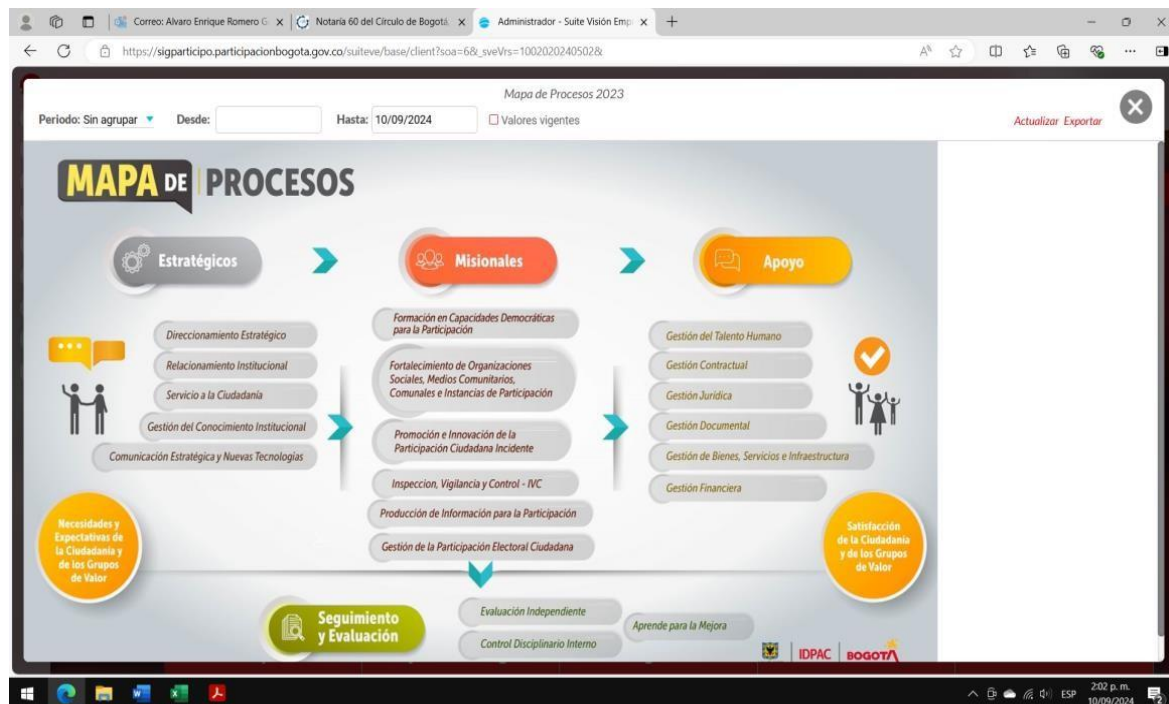 Correo: Alvaro Enrique Romero G
Notaría 60 del Círculo de Bogotá
Administrador - Suite Visión Emp
https://sigparticipo.participacionbogota.gov.co/suiteve/base/client?soa=6&_sveVrs=1002020240502&
Mapa de Procesos 2023
Periodo: Sin agrupar Desde: Hasta: 10/09/2024 Valores vigentes
Actualizar Exportar
MAPA DE PROCESOS
Estratégicos
Direccionamiento Estratégico
Relacionamiento Institucional
Servicio a la Ciudadanía
Gestión del Conocimiento Institucional
Comunicación Estratégica y Nuevas Tecnologías
Necesidades y
Expectativas de
la Ciudadanía y
de los Grupos
de Valor
Misionales
Formación en Capacidades Democráticas
para la Participación
Fortalecimiento de Organizaciones
Sociales, Medios Comunitarios,
Comunales e Instancias de Participación
Promoción e Innovación de la
Participación Ciudadana Incidente
Inspeccion, Vigilancia y Control - IVC
Producción de Información para la Participación
Gestión de la Participación Electoral Ciudadana
Apoyo
Gestión del Talento Humano
Gestión Contractual
Gestión Jurídica
Gestión Documental
Gestión de Bienes, Servicios e Infraestructura
Gestión Financiera
Satisfacción
de la Ciudadanía
y de los Grupos
de Valor
Seguimiento
y Evaluación
Evaluación Independiente
Control Disciplinario Interno
Aprende para la Mejora
IDPAC
BOGOTÁ
ESP
2:02 p. m.
10/09/2024